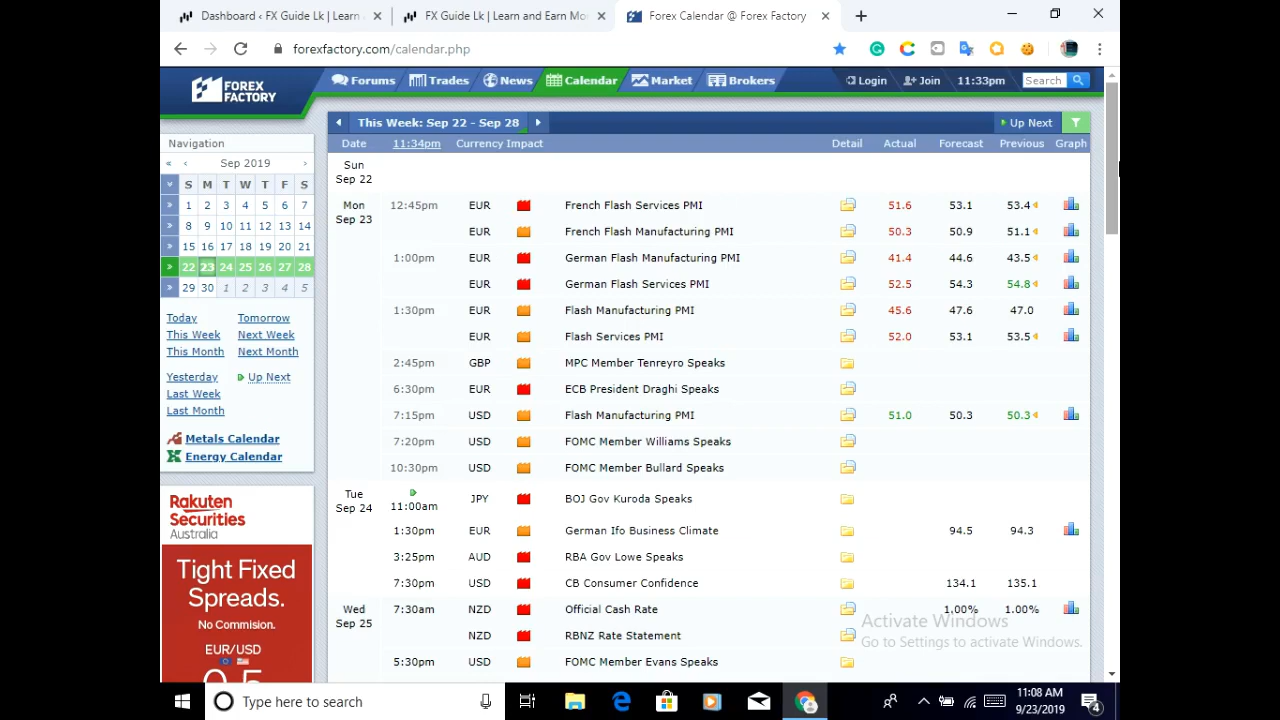 Dashboard ‹ FX Guide Lk | Learn
FX Guide Lk | Learn and Earn Mo
Forex Calendar @ Forex Factory
forexfactory.com/calendar.php
FOREX FACTORY
Forums Trades News Calendar Market Brokers Login Join 11:33pm Search
Navigation
« ‹ Sep 2019 ›
S M T W T F S
1 2 3 4 5 6 7
8 9 10 11 12 13 14
15 16 17 18 19 20 21
22 23 24 25 26 27 28
29 30 1 2 3 4 5
Today Tomorrow
This Week Next Week
This Month Next Month
Yesterday Up Next
Last Week
Last Month
Metals Calendar
Energy Calendar
Rakuten
Securities
Australia
Tight Fixed
Spreads.
No Commision.
EUR/USD
This Week: Sep 22 - Sep 28 Up Next
Date 11:34pm Currency Impact Detail Actual Forecast Previous Graph
Sun
Sep 22
Mon
Sep 23
12:45pm EUR French Flash Services PMI 51.6 53.1 53.4
EUR French Flash Manufacturing PMI 50.3 50.9 51.1
1:00pm EUR German Flash Manufacturing PMI 41.4 44.6 43.5
EUR German Flash Services PMI 52.5 54.3 54.8
1:30pm EUR Flash Manufacturing PMI 45.6 47.6 47.0
EUR Flash Services PMI 52.0 53.1 53.5
2:45pm GBP MPC Member Tenreyro Speaks
6:30pm EUR ECB President Draghi Speaks
7:15pm USD Flash Manufacturing PMI 51.0 50.3 50.3
7:20pm USD FOMC Member Williams Speaks
10:30pm USD FOMC Member Bullard Speaks
Tue
Sep 24
11:00am JPY BOJ Gov Kuroda Speaks
1:30pm EUR German Ifo Business Climate 94.5 94.3
3:25pm AUD RBA Gov Lowe Speaks
7:30pm USD CB Consumer Confidence 134.1 135.1
Wed
Sep 25
7:30am NZD Official Cash Rate 1.00% 1.00%
NZD RBNZ Rate Statement
5:30pm USD FOMC Member Evans Speaks
Activate Windows
Go to Settings to activate Windows.
Type here to search
11:08 AM
9/23/2019
4